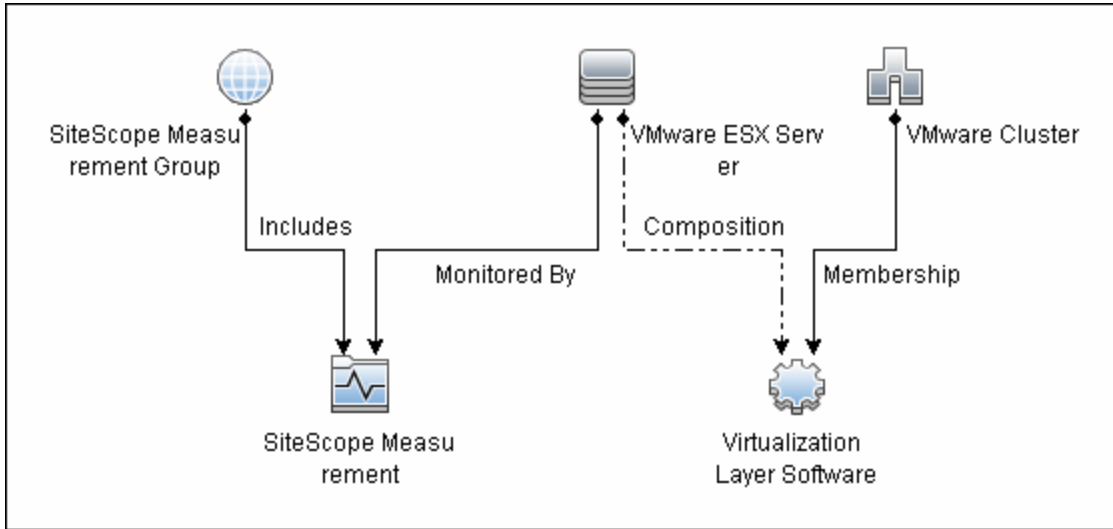 SiteScope Measu
rement Group
VMware ESX Serv
er
VMware Cluster
Includes
Composition
Monitored By
Membership
SiteScope Measu
rement
Virtualization
Layer Software